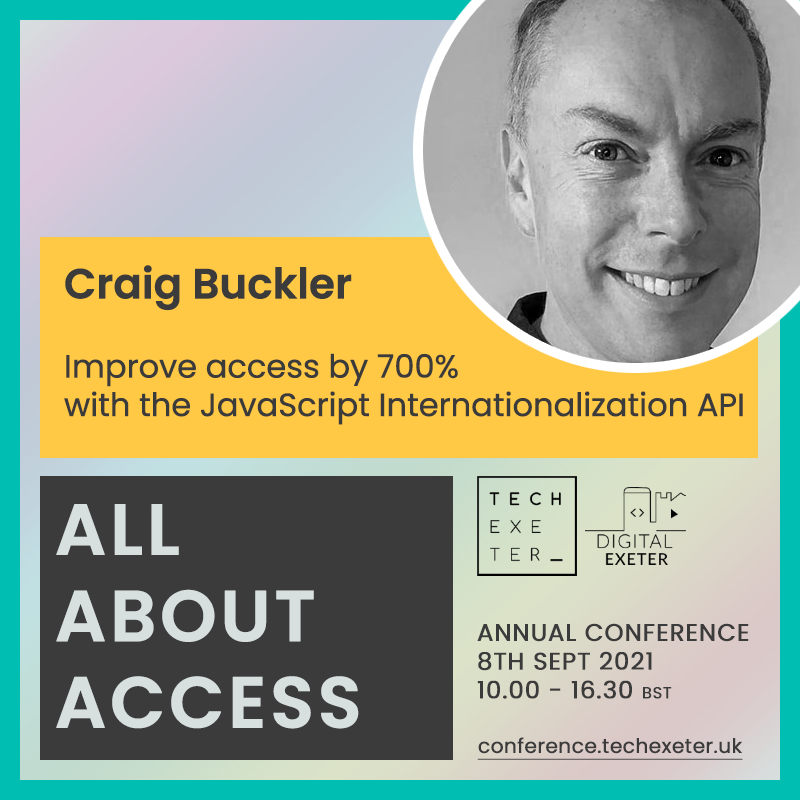 Craig Buckler
Improve access by 700%
with the JavaScript Internationalization API
ALL
ABOUT
ACCESS
TECH
EXE
TER_
<>
DIGITAL
EXETER
ANNUAL CONFERENCE
8TH SEPT 2021
10.00 - 16.30 BST
conference.techexeter.uk